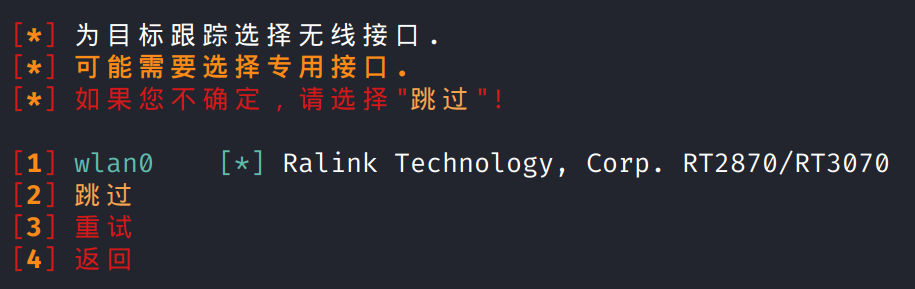 [*] 为目标跟踪选择无线接口.
[*] 可能需要选择专用接口.
[*] 如果您不确定,请选择"跳过"!
[1] wlan0 [*] Ralink Technology, Corp. RT2870/RT3070
[2] 跳过
[3] 重试
[4] 返回